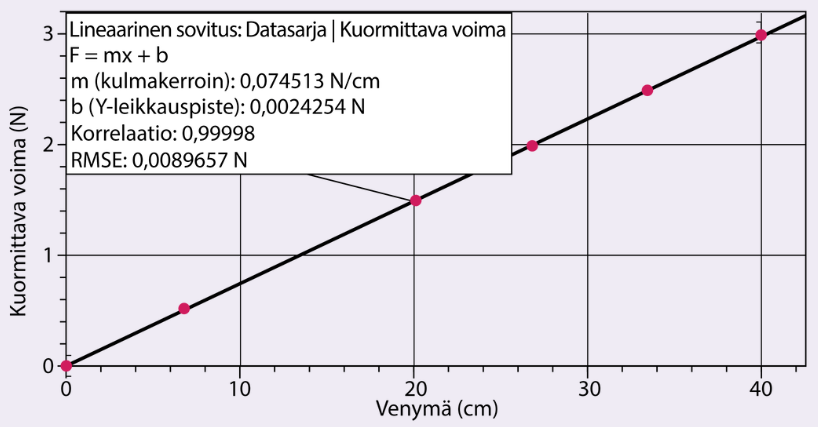 Lineaarinen sovitus: Datasarja | Kuormittava voima
F = mx + b
m (kulmakerroin): 0,074513 N/cm
b (Y-leikkauspiste): 0,0024254 N
Korrelaatio: 0,99998
RMSE: 0,0089657 N
Kuormittava voima (N)
3
2
1
0
0 10 20 30 40
Venymä (cm)